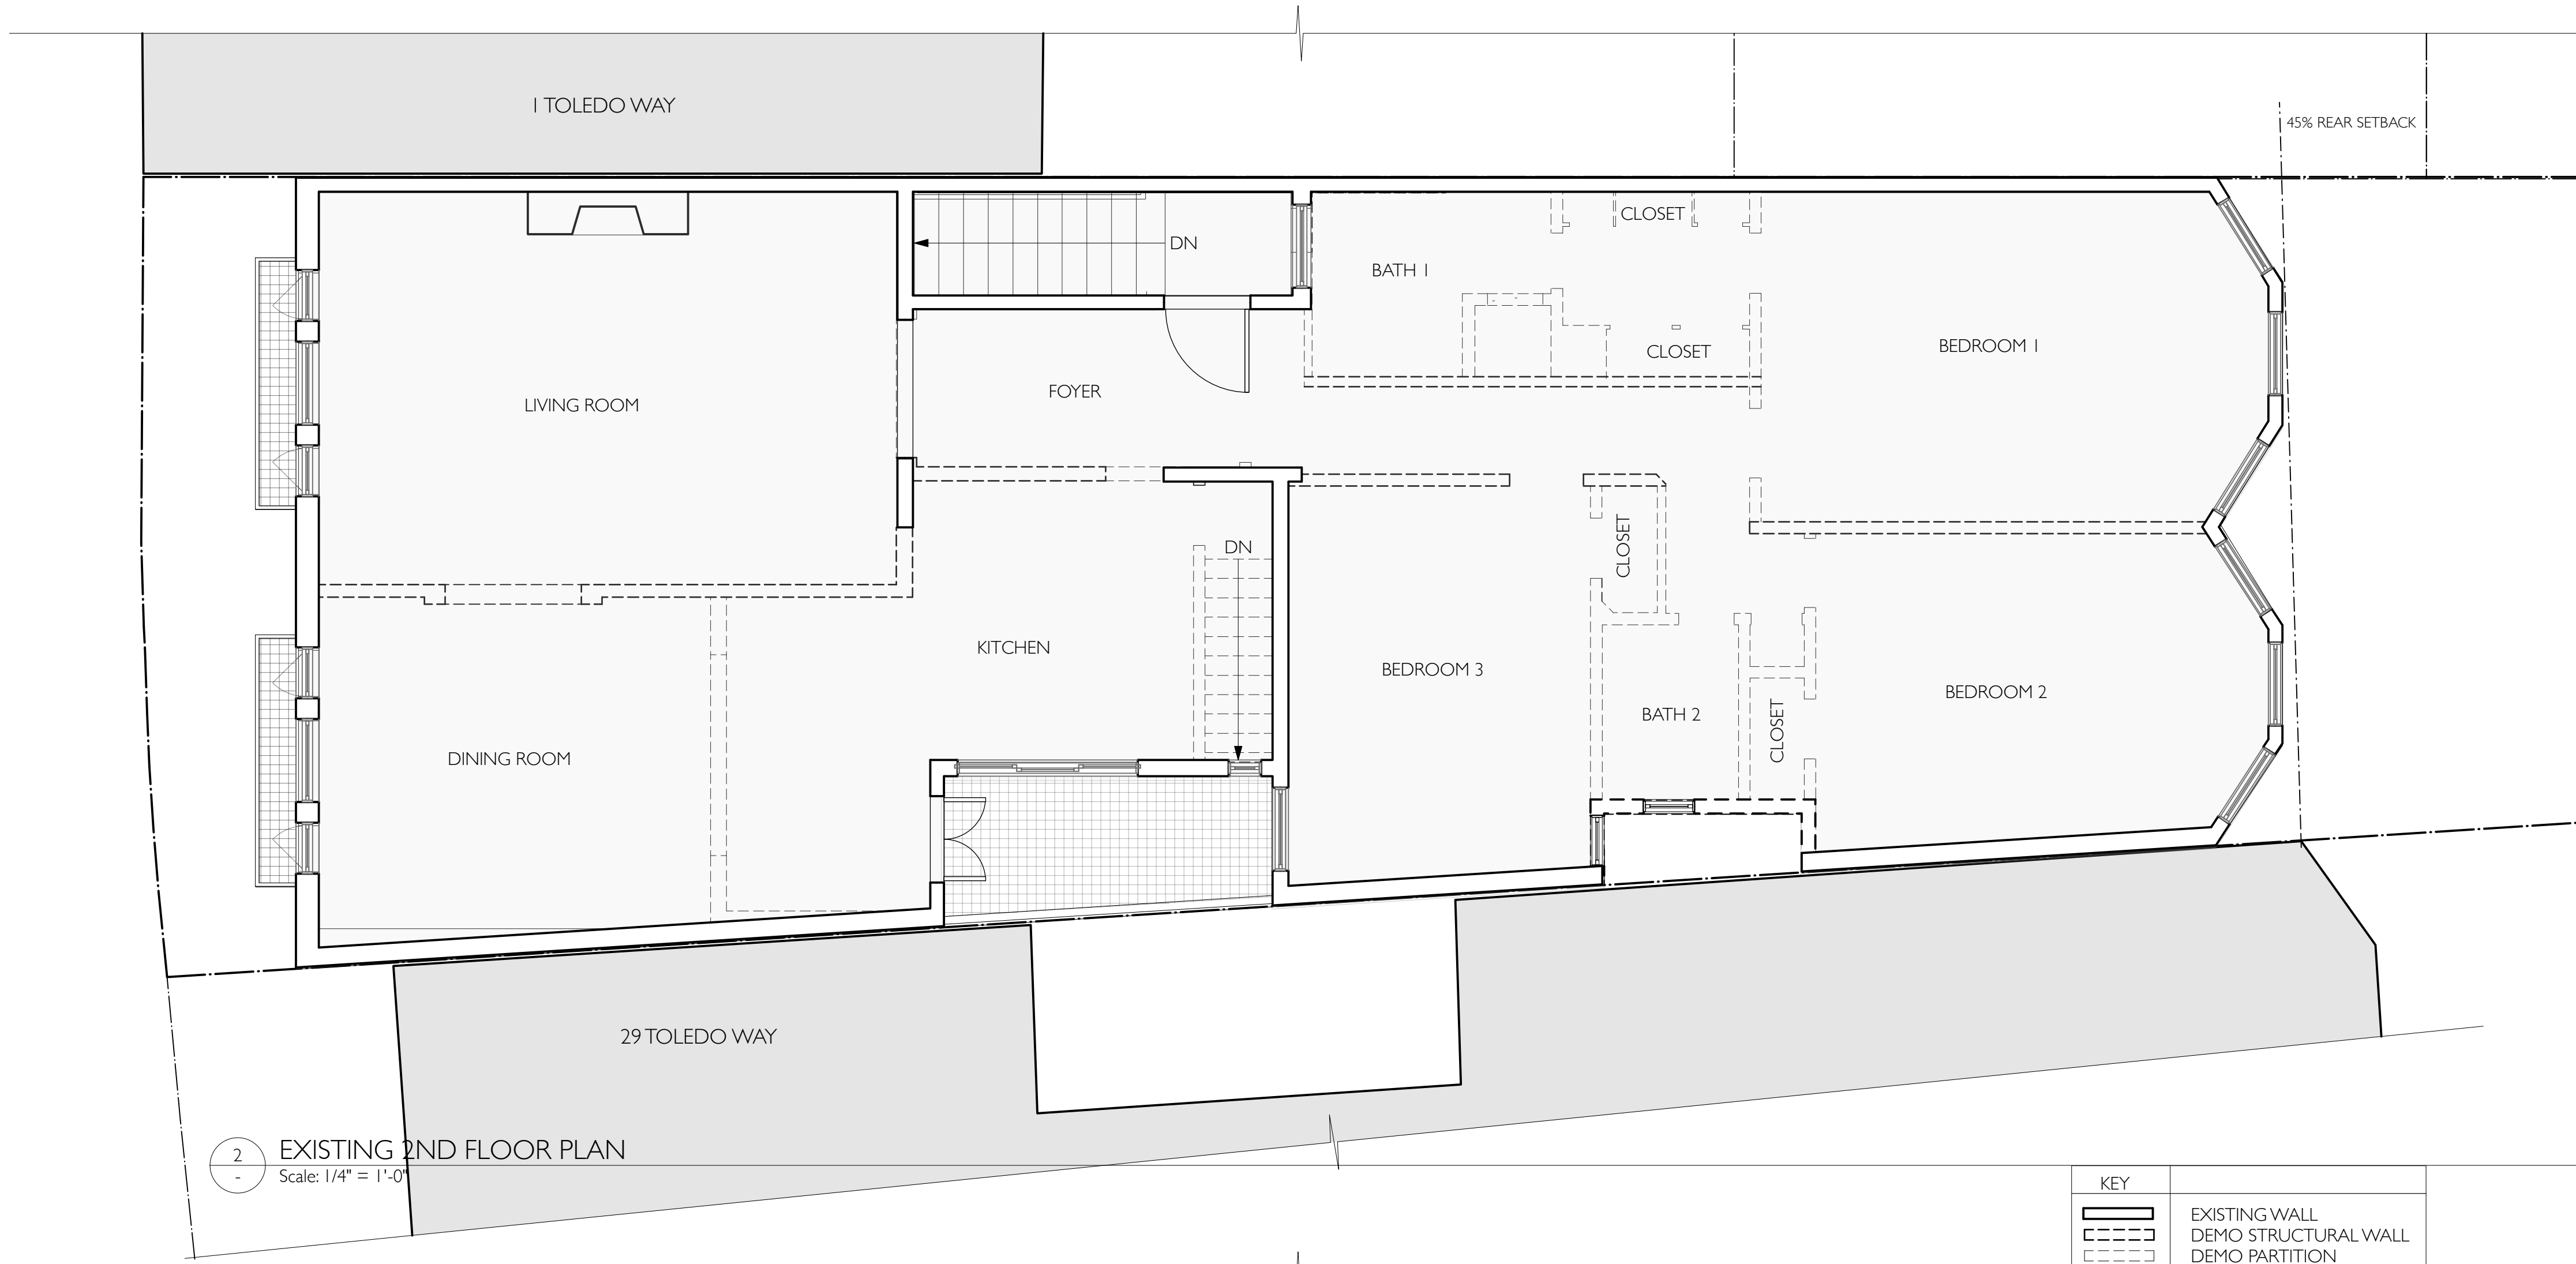 1 TOLEDO WAY
45% REAR SETBACK
CLOSET
DN
BATH 1
CLOSET
BEDROOM 1
FOYER
LIVING ROOM
CLOSET
DN
KITCHEN
BEDROOM 3
BEDROOM 2
BATH 2
CLOSET
DINING ROOM
29 TOLEDO WAY
2
-
EXISTING 2ND FLOOR PLAN
Scale: 1/4" = 1'-0"
KEY
EXISTING WALL
DEMO STRUCTURAL WALL
DEMO PARTITION